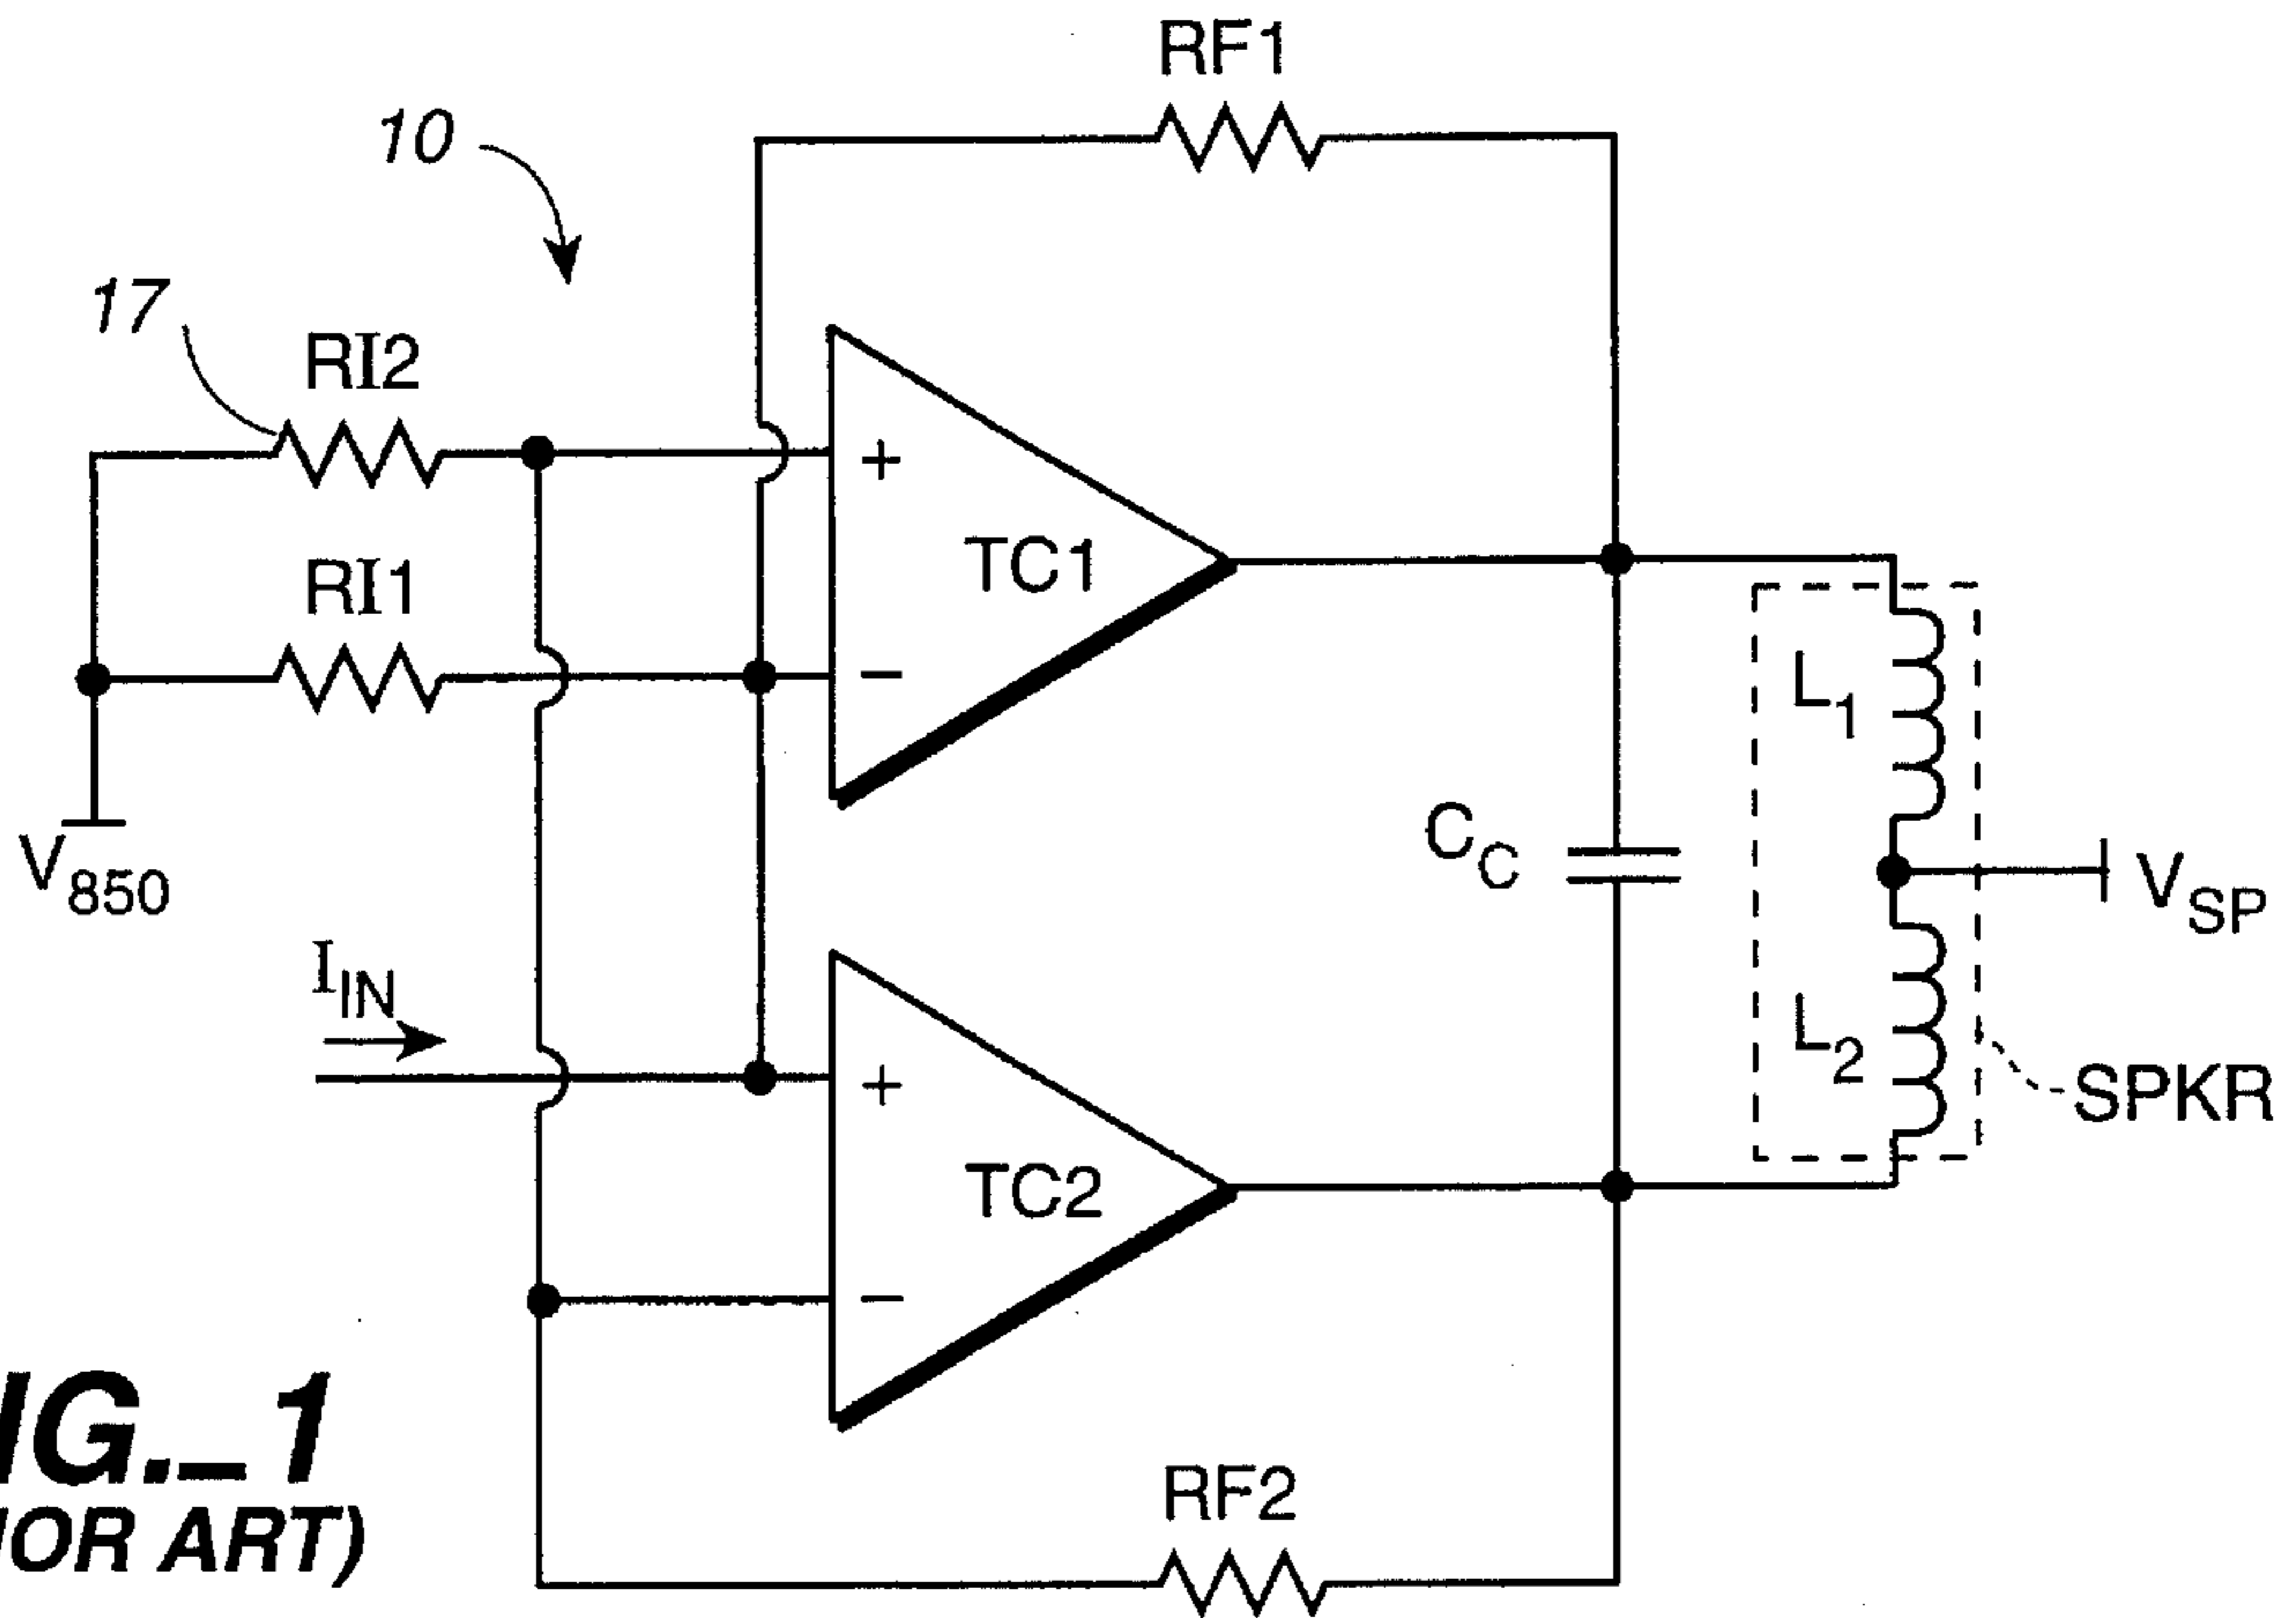 RF1
10
17
RI2
+
TC1
RI1
−
L1
CC
V850
VSP
IIN
L2
+
SPKR
TC2
−
IG._1
IOR ART)
RF2